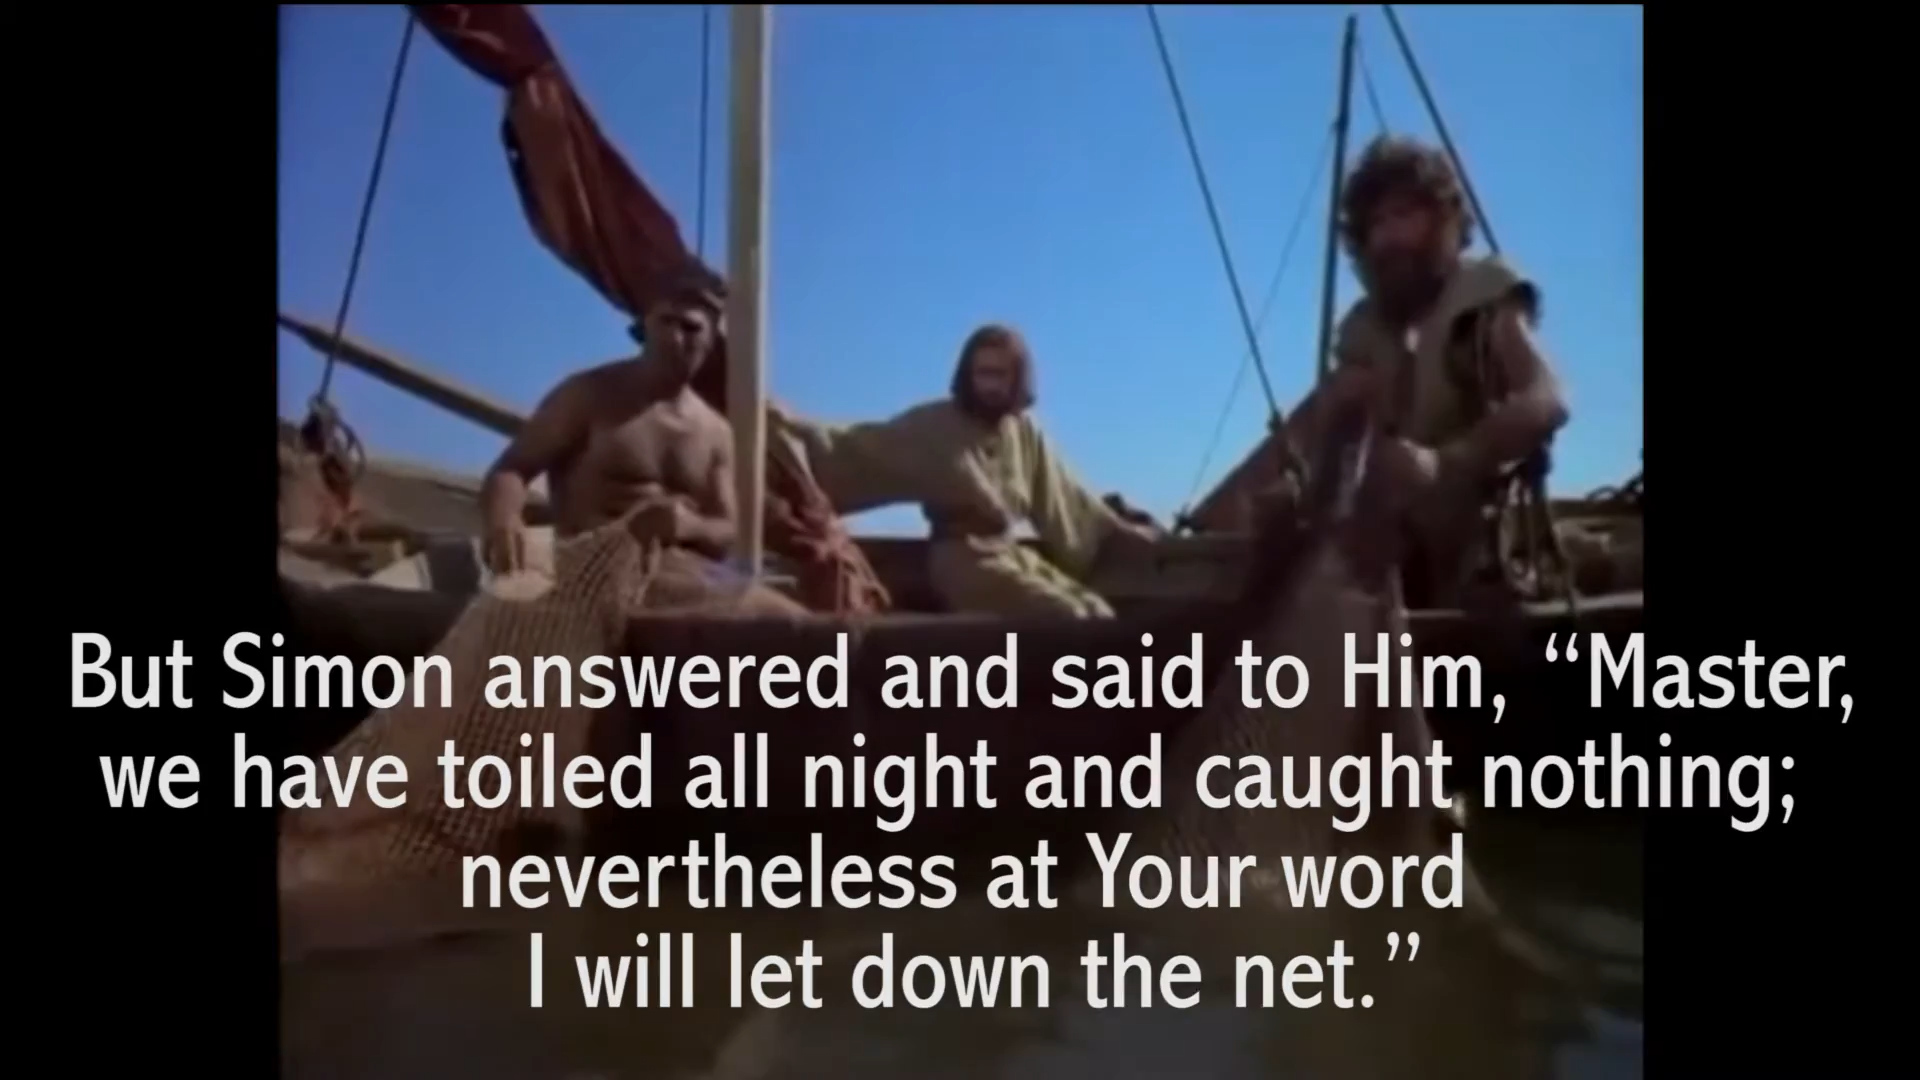 But Simon answered and said to Him, “Master,
we have toiled all night and caught nothing;
nevertheless at Your word
I will let down the net.”